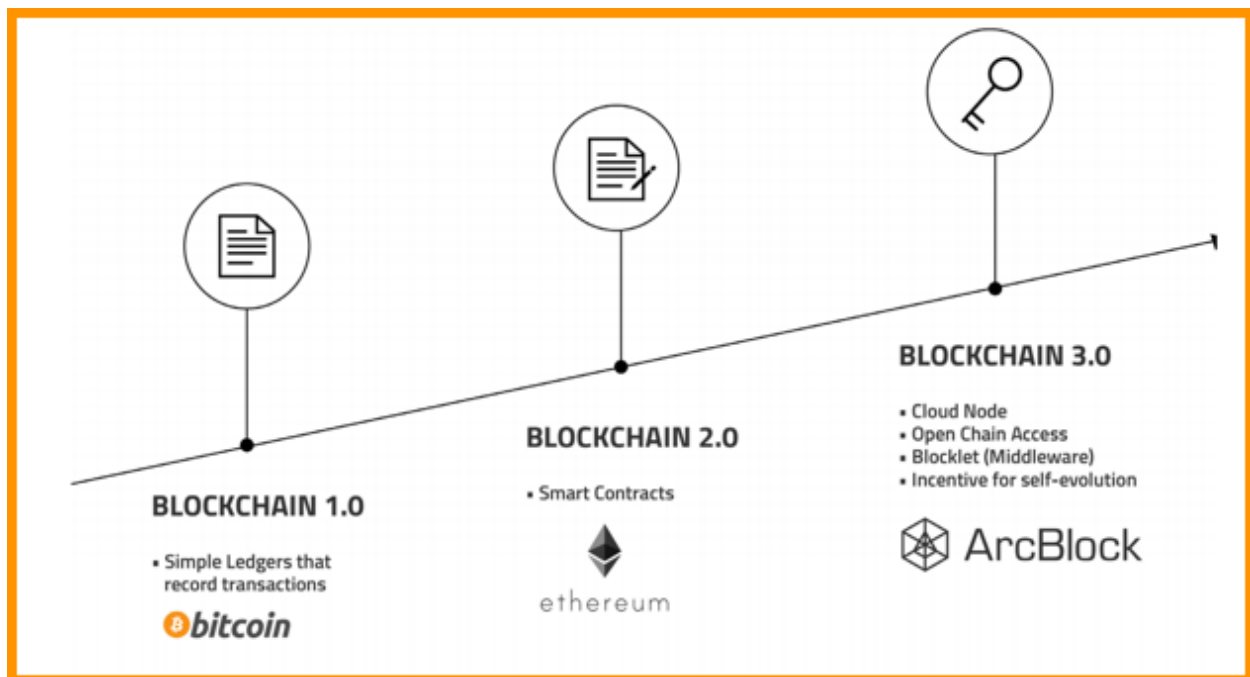 BLOCKCHAIN 1.0
▪ Simple Ledgers that
record transactions
bitcoin
BLOCKCHAIN 2.0
▪ Smart Contracts
ethereum
BLOCKCHAIN 3.0
▪ Cloud Node
▪ Open Chain Access
▪ Blocklet (Middleware)
▪ Incentive for self-evolution
ArcBlock